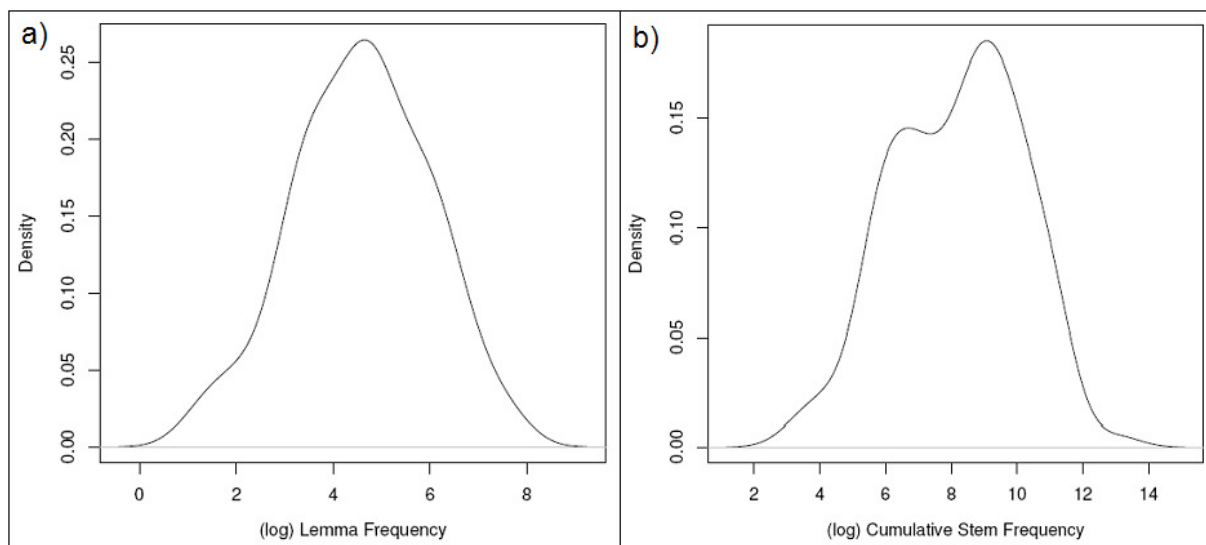 a)
Density
0.00 0.05 0.10 0.15 0.20 0.25
0 2 4 6 8
(log) Lemma Frequency
b)
Density
0.00 0.05 0.10 0.15
2 4 6 8 10 12 14
(log) Cumulative Stem Frequency